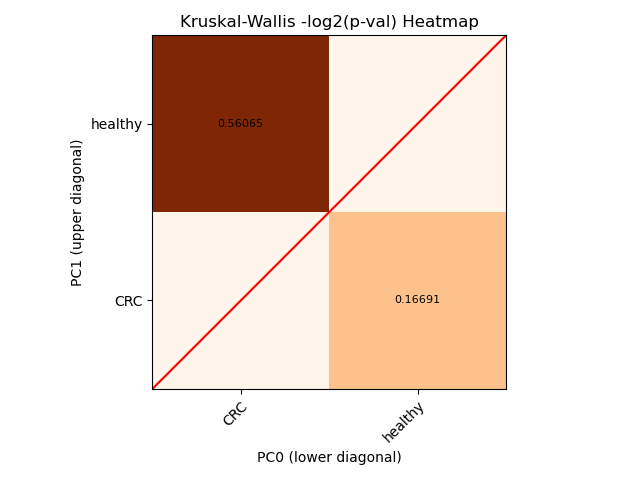 Kruskal-Wallis -log2(p-val) Heatmap
healthy
0.56065
PC1 (upper diagonal)
CRC
0.16691
CRC
healthy
PC0 (lower diagonal)